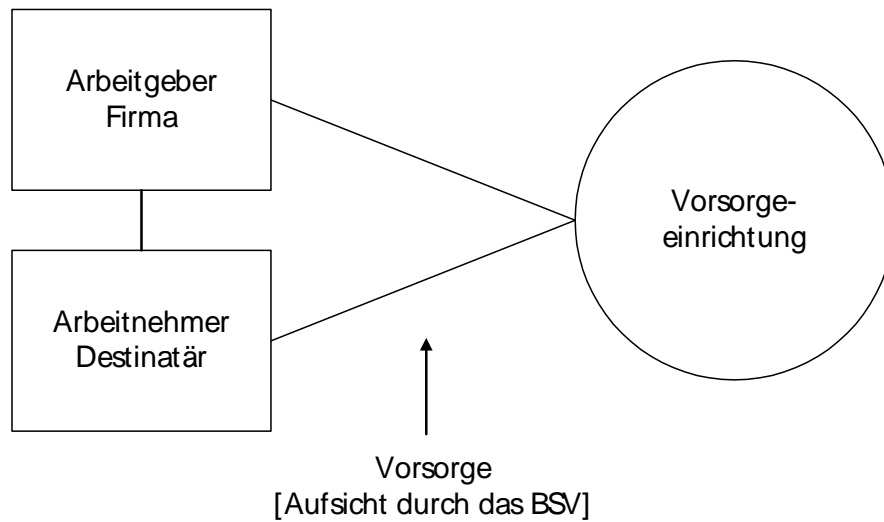 Arbeitgeber
Firma
Vorsorge-
einrichtung
Arbeitnehmer
Destinatär
Vorsorge
[Aufsicht durch das BSV]